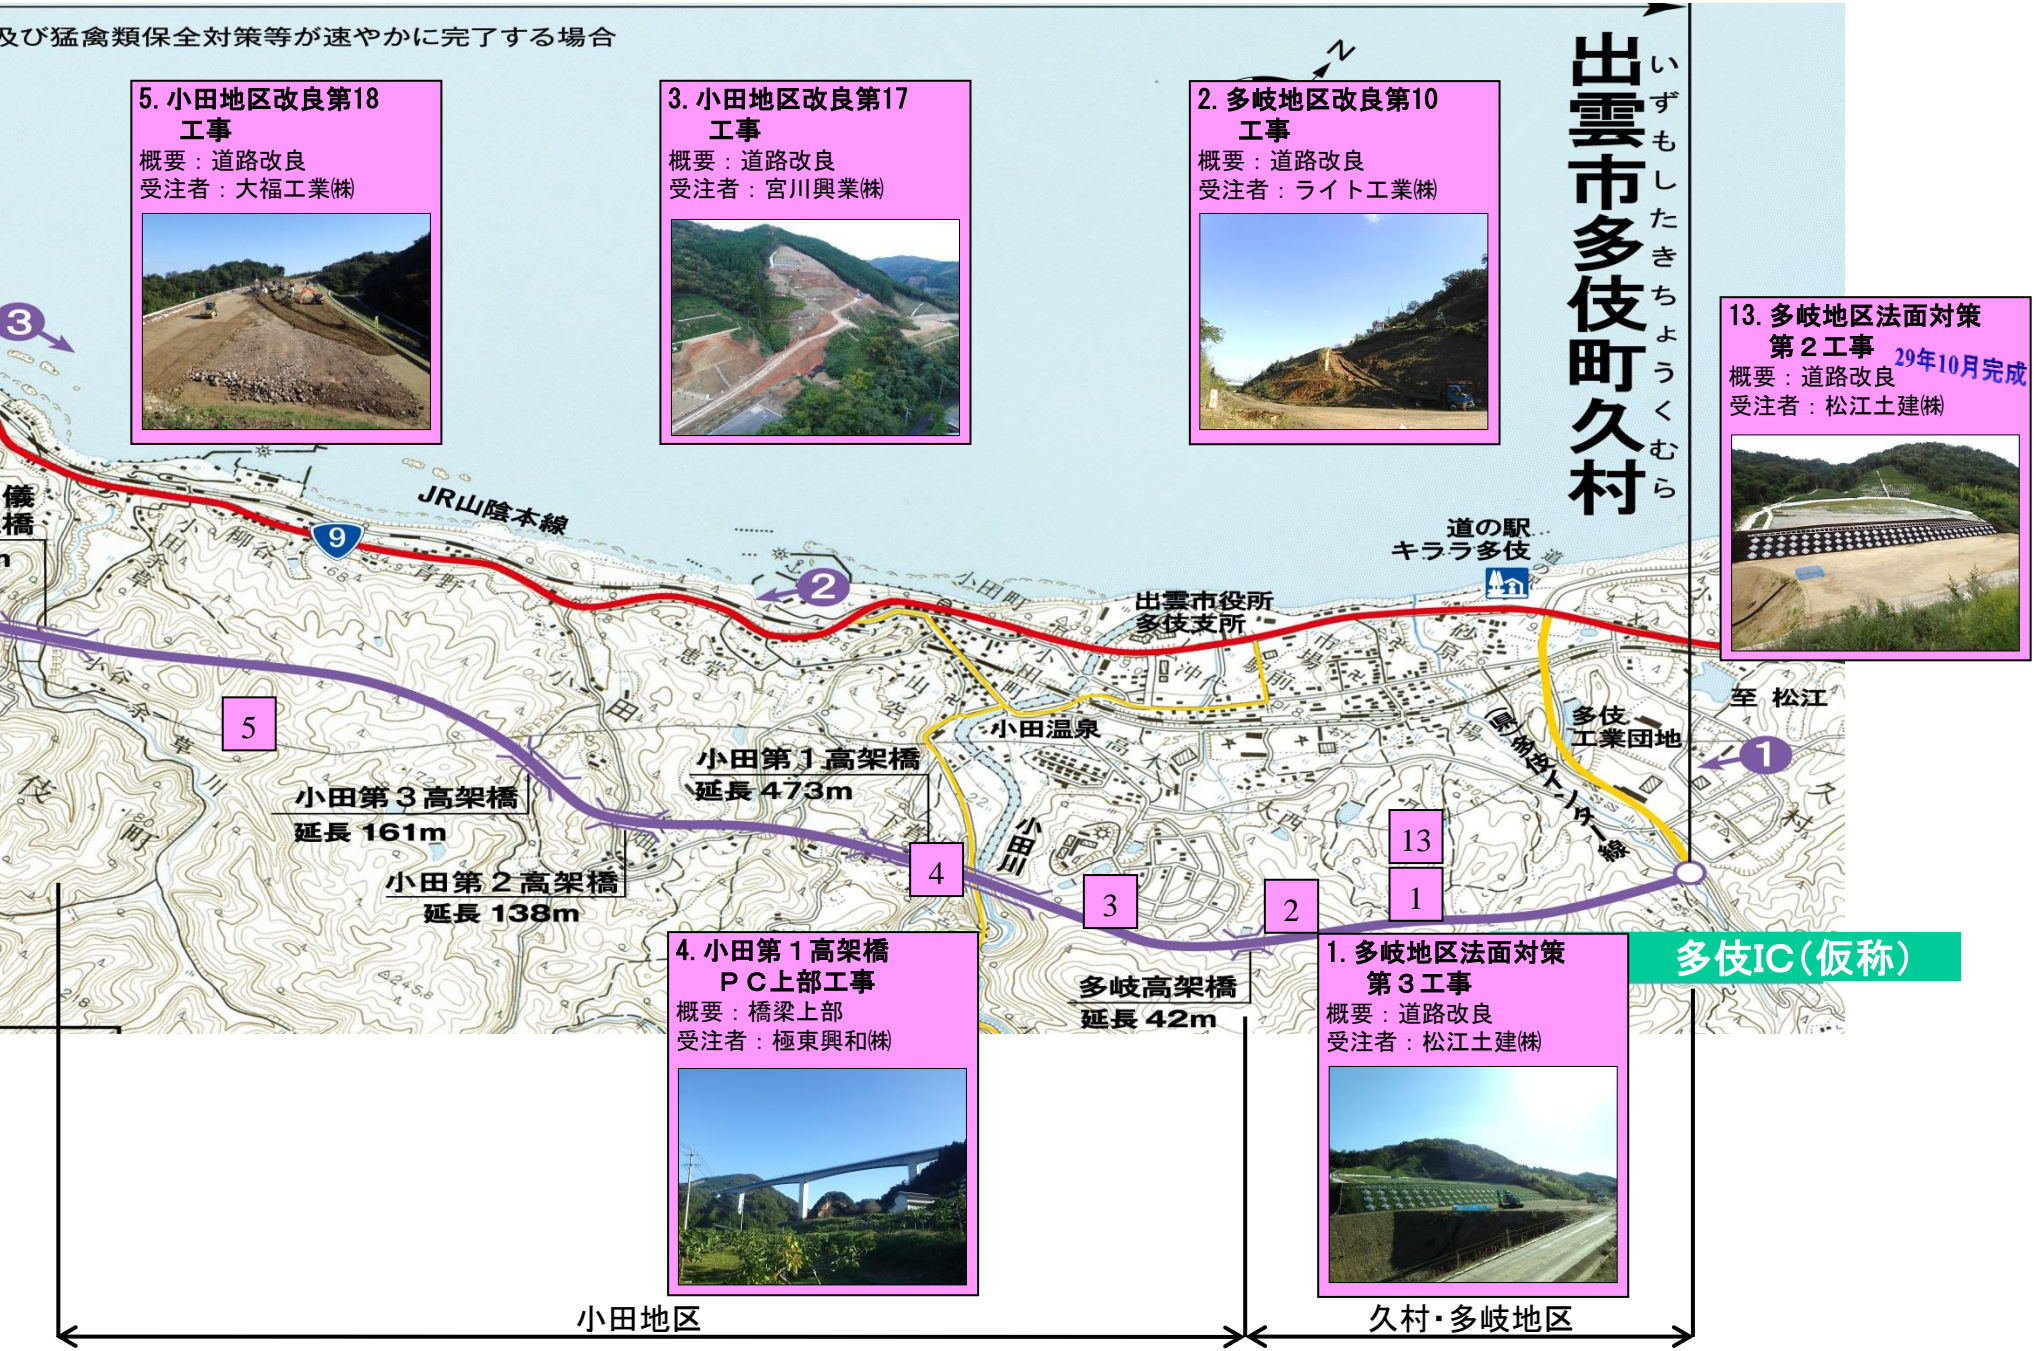 及び猛禽類保全対策等が速やかに完了する場合
N
出雲市多伎町久村
いずもしたきちょうくむら
5. 小田地区改良第18
工事
概要：道路改良
受注者：大福工業㈱
3. 小田地区改良第17
工事
概要：道路改良
受注者：宮川興業㈱
2. 多岐地区改良第10
工事
概要：道路改良
受注者：ライト工業㈱
13. 多岐地区法面対策
第２工事
29年10月完成
概要：道路改良
受注者：松江土建㈱
3
儀
橋
m
JR山陰本線
9
2
道の駅
キララ多伎
出雲市役所
多伎支所
小田町
至 松江
1
多伎
工業団地
(県)多伎インター線
小田温泉
小田川
5
小田第３高架橋
延長 161m
小田第１高架橋
延長 473m
小田第２高架橋
延長 138m
4
3
2
13
1
多岐高架橋
延長 42m
多伎IC(仮称)
4. 小田第１高架橋
ＰＣ上部工事
概要：橋梁上部
受注者：極東興和㈱
1. 多岐地区法面対策
第３工事
概要：道路改良
受注者：松江土建㈱
小田地区
久村・多岐地区